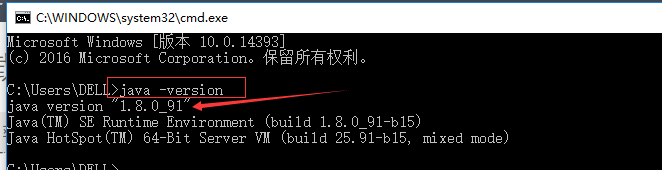 C:\WINDOWS\system32\cmd.exe
Microsoft Windows [版本 10.0.14393]
(c) 2016 Microsoft Corporation。保留所有权利。
C:\Users\DELL>java -version
java version "1.8.0_91"
Java(TM) SE Runtime Environment (build 1.8.0_91-b15)
Java HotSpot(TM) 64-Bit Server VM (build 25.91-b15, mixed mode)
C:\Users\DELL>